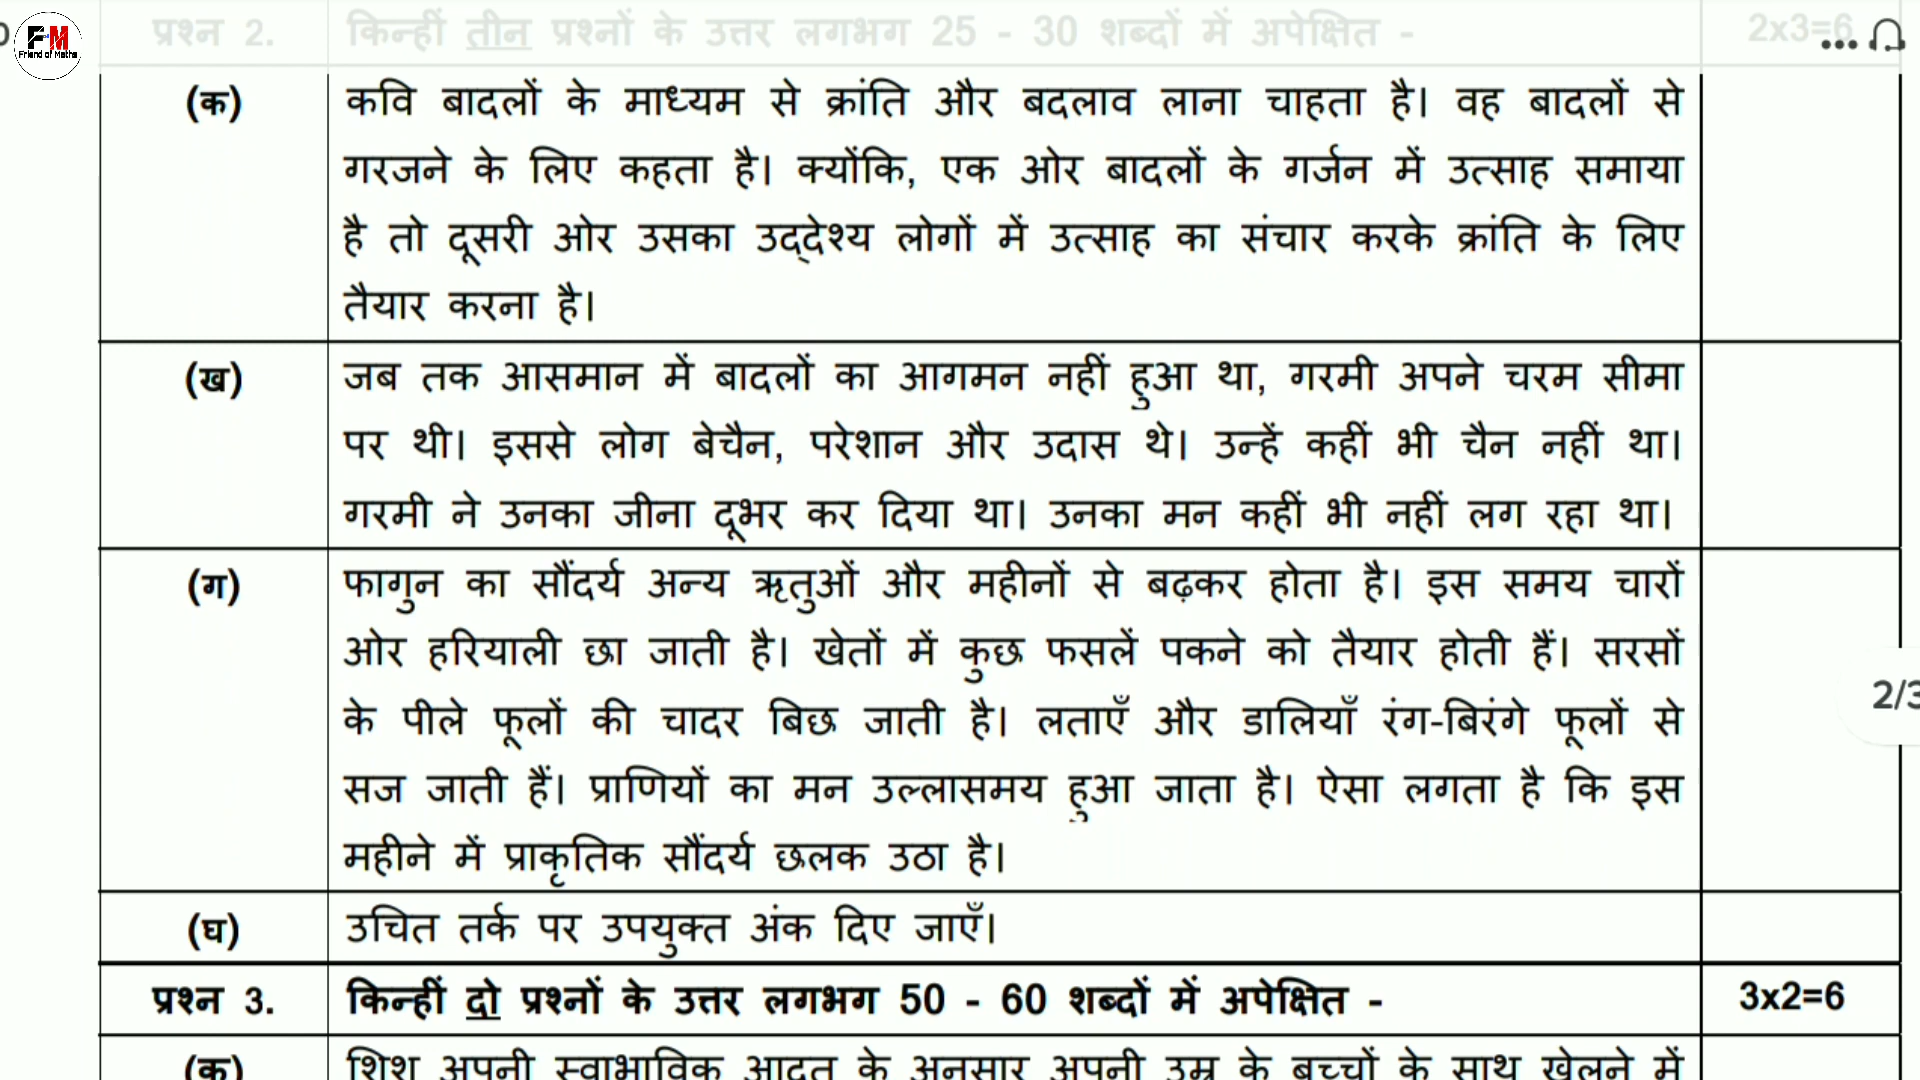 प्रश्न 2. किन्हीं तीन प्रश्नों के उत्तर लगभग 25 - 30 शब्दों में अपेक्षित - 2x3=6
FM
Friend of Maths
(क) कवि बादलों के माध्यम से क्रांति और बदलाव लाना चाहता है। वह बादलों से
गरजने के लिए कहता है। क्योंकि, एक ओर बादलों के गर्जन में उत्साह समाया
है तो दूसरी ओर उसका उद्देश्य लोगों में उत्साह का संचार करके क्रांति के लिए
तैयार करना है।
(ख) जब तक आसमान में बादलों का आगमन नहीं हुआ था, गरमी अपने चरम सीमा
पर थी। इससे लोग बेचैन, परेशान और उदास थे। उन्हें कहीं भी चैन नहीं था।
गरमी ने उनका जीना दूभर कर दिया था। उनका मन कहीं भी नहीं लग रहा था।
(ग) फागुन का सौंदर्य अन्य ऋतुओं और महीनों से बढ़कर होता है। इस समय चारों
ओर हरियाली छा जाती है। खेतों में कुछ फसलें पकने को तैयार होती हैं। सरसों
के पीले फूलों की चादर बिछ जाती है। लताएँ और डालियाँ रंग-बिरंगे फूलों से
सज जाती हैं। प्राणियों का मन उल्लासमय हुआ जाता है। ऐसा लगता है कि इस
महीने में प्राकृतिक सौंदर्य छलक उठा है।
2/3
(घ) उचित तर्क पर उपयुक्त अंक दिए जाएँ।
प्रश्न 3. किन्हीं दो प्रश्नों के उत्तर लगभग 50 - 60 शब्दों में अपेक्षित - 3x2=6
(क) शिशु अपनी स्वाभाविक आदत के अनुसार अपनी उम्र के बच्चों के साथ खेलने में